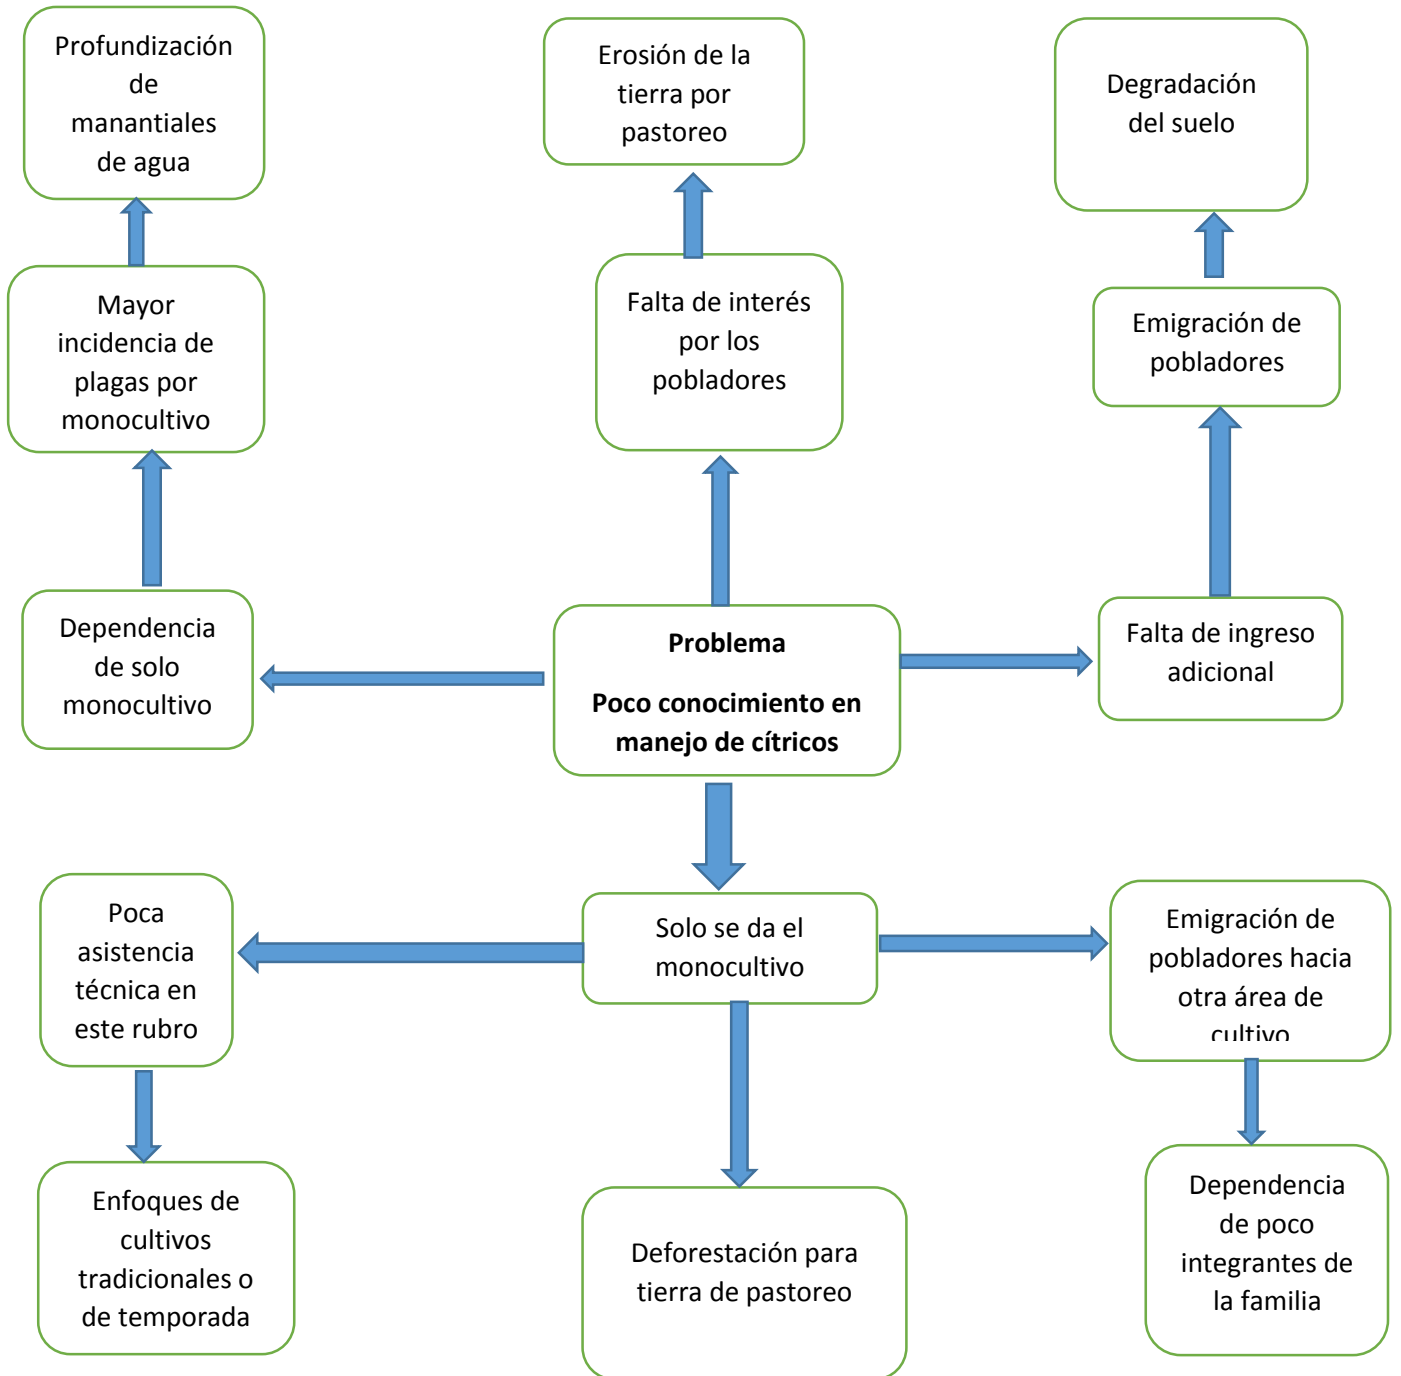 Profundización
de
manantiales
de agua
Erosión de la
tierra por
pastoreo
Degradación
del suelo
Mayor
incidencia de
plagas por
monocultivo
Falta de interés
por los
pobladores
Emigración de
pobladores
Dependencia
de solo
monocultivo
Problema
Poco conocimiento en
manejo de cítricos
Falta de ingreso
adicional
Poca
asistencia
técnica en
este rubro
Solo se da el
monocultivo
Emigración de
pobladores hacia
otra área de
cultivo
Enfoques de
cultivos
tradicionales o
de temporada
Deforestación para
tierra de pastoreo
Dependencia
de poco
integrantes de
la familia